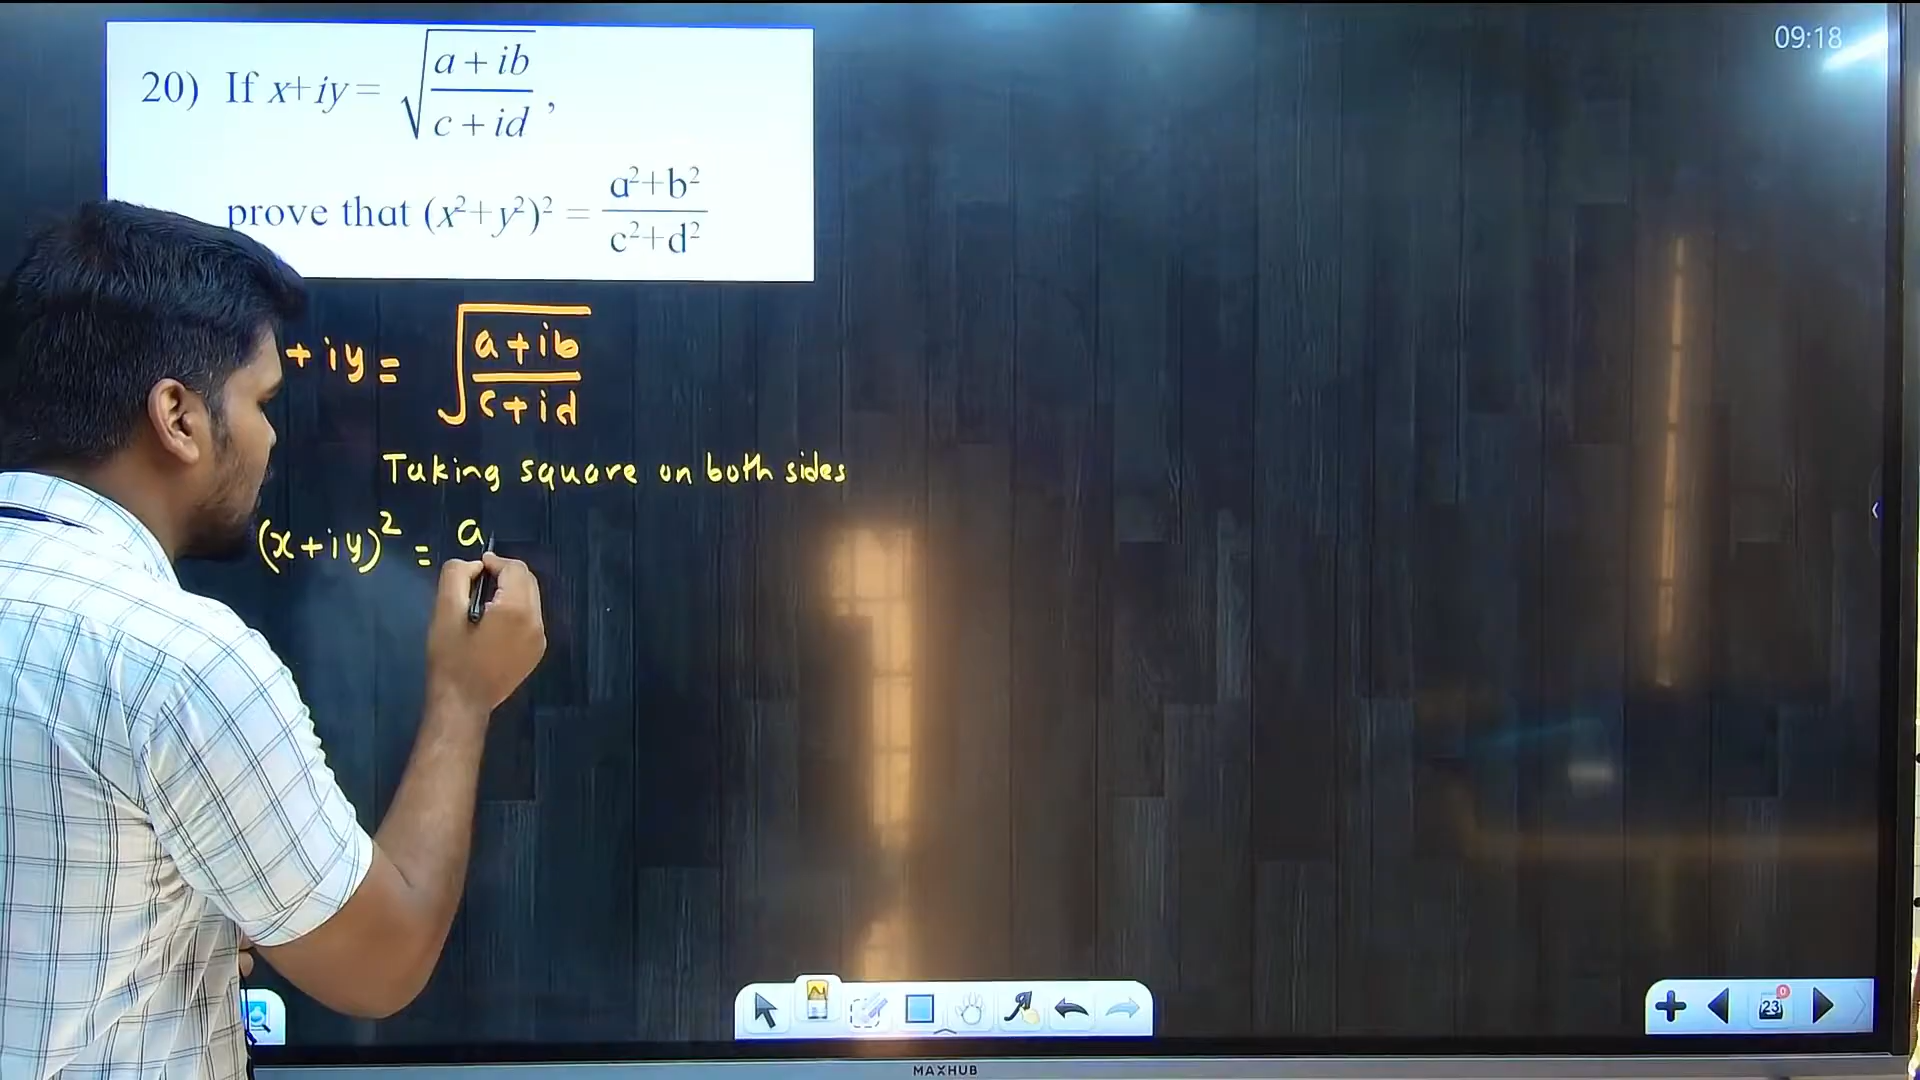 09:18
20) If x+iy = √(a + ib / c + id) ,
prove that (x²+y²)² = a²+b² / c²+d²
+ iy = √(a + ib / c + id)
Taking square on both sides
(x + iy)² = a
23
0
MAXHUB